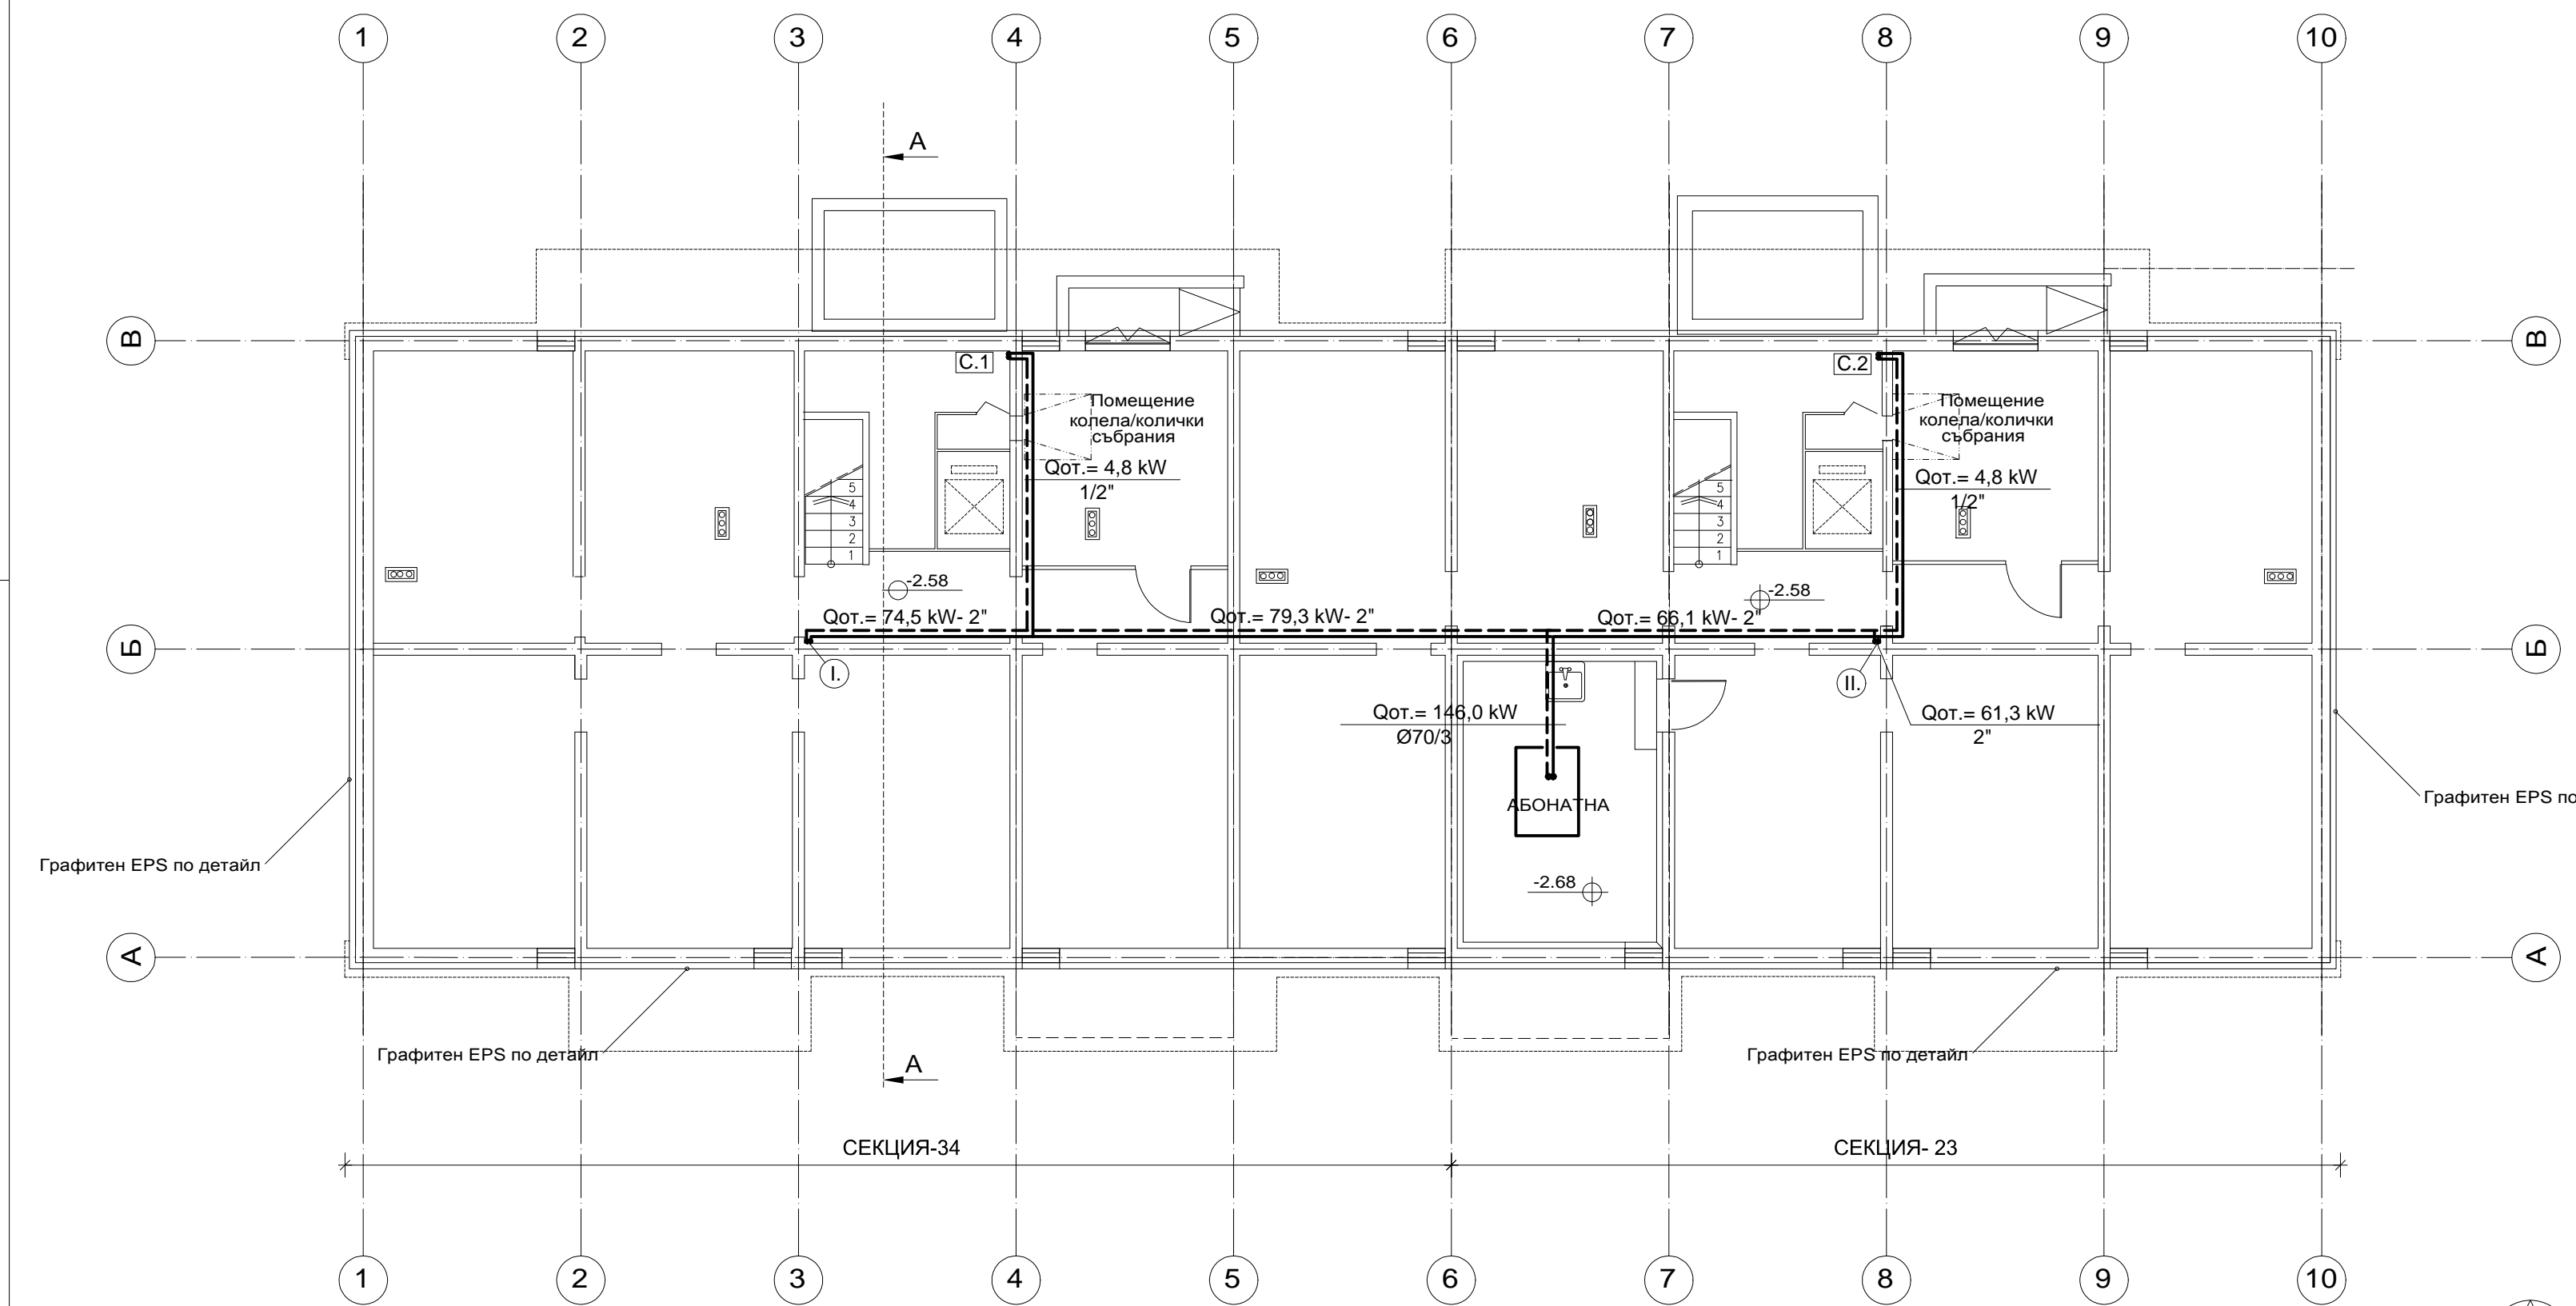 1 2 3 4 5 6 7 8 9 10
A
В В
С.1 С.2
Помещение
колела/колички
събрания
Помещение
колела/колички
събрания
Qот.= 4,8 kW
1/2"
Qот.= 4,8 kW
1/2"
5
4
3
2
1
5
4
3
2
1
-2.58
-2.58
Qот.= 74,5 kW- 2"
Qот.= 79,3 kW- 2"
Qот.= 66,1 kW- 2"
Б Б
I.
II.
Qот.= 146,0 kW
Ø70/3
Qот.= 61,3 kW
2"
АБОНАТНА
Графитен EPS по
Графитен EPS по детайл
-2.68
А А
Графитен EPS по детайл
Графитен EPS по детайл
A
СЕКЦИЯ-34
СЕКЦИЯ- 23
1 2 3 4 5 6 7 8 9 10